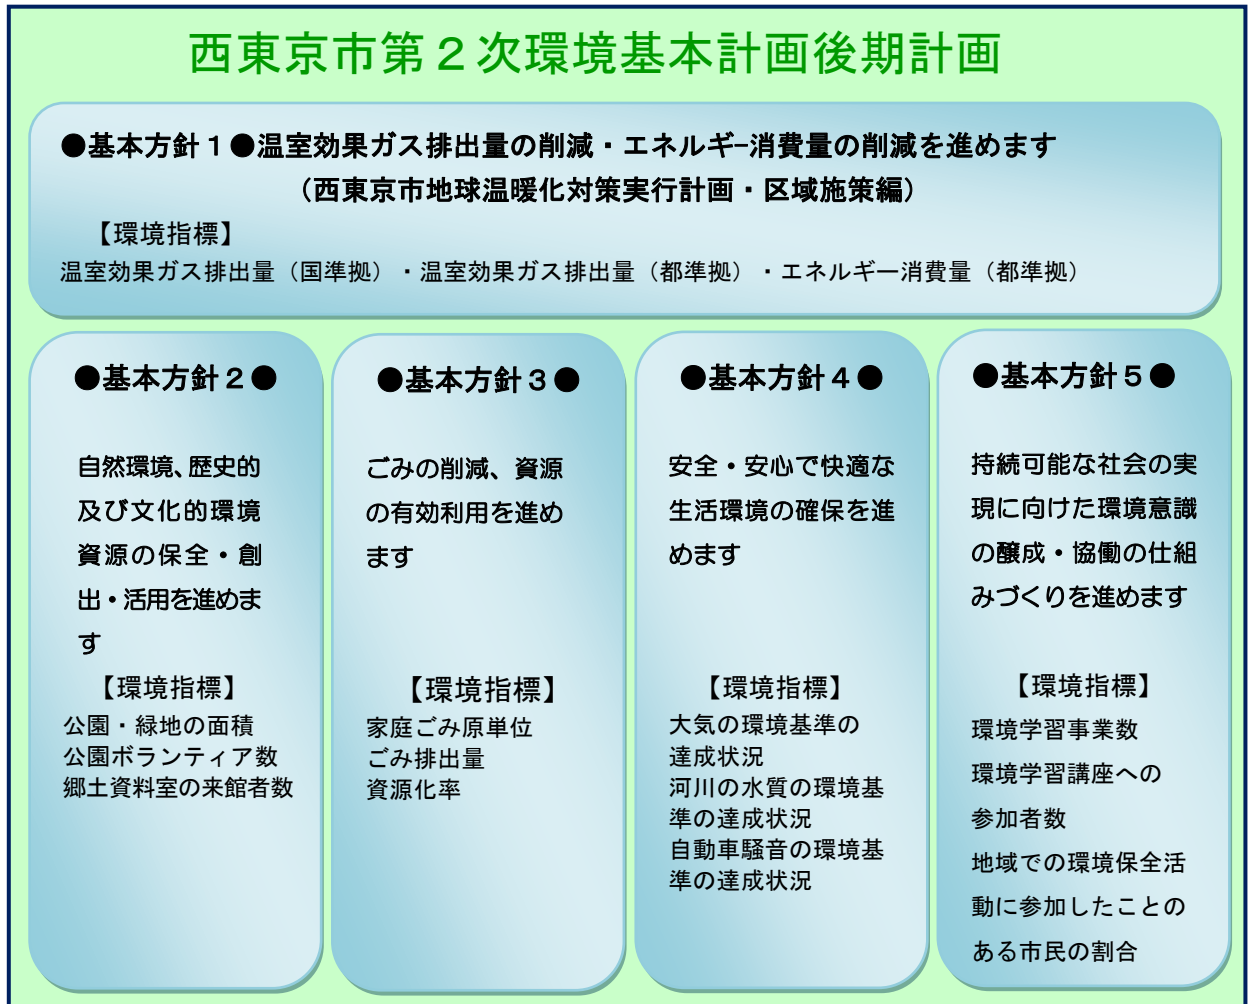 西東京市第２次環境基本計画後期計画
●基本方針１●温室効果ガス排出量の削減・エネルギｰ消費量の削減を進めます
（西東京市地球温暖化対策実行計画・区域施策編）
【環境指標】
温室効果ガス排出量（国準拠）・温室効果ガス排出量（都準拠）・エネルギー消費量（都準拠）
●基本方針２●
自然環境、歴史的
及び文化的環境
資源の保全・創
出・活用を進めま
す
【環境指標】
公園・緑地の面積
公園ボランティア数
郷土資料室の来館者数
●基本方針３●
ごみの削減、資源
の有効利用を進め
ます
【環境指標】
家庭ごみ原単位
ごみ排出量
資源化率
●基本方針４●
安全・安心で快適な
生活環境の確保を進
めます
【環境指標】
大気の環境基準の
達成状況
河川の水質の環境基
準の達成状況
自動車騒音の環境基
準の達成状況
●基本方針５●
持続可能な社会の実
現に向けた環境意識
の醸成・協働の仕組
みづくりを進めます
【環境指標】
環境学習事業数
環境学習講座への
参加者数
地域での環境保全活
動に参加したことの
ある市民の割合